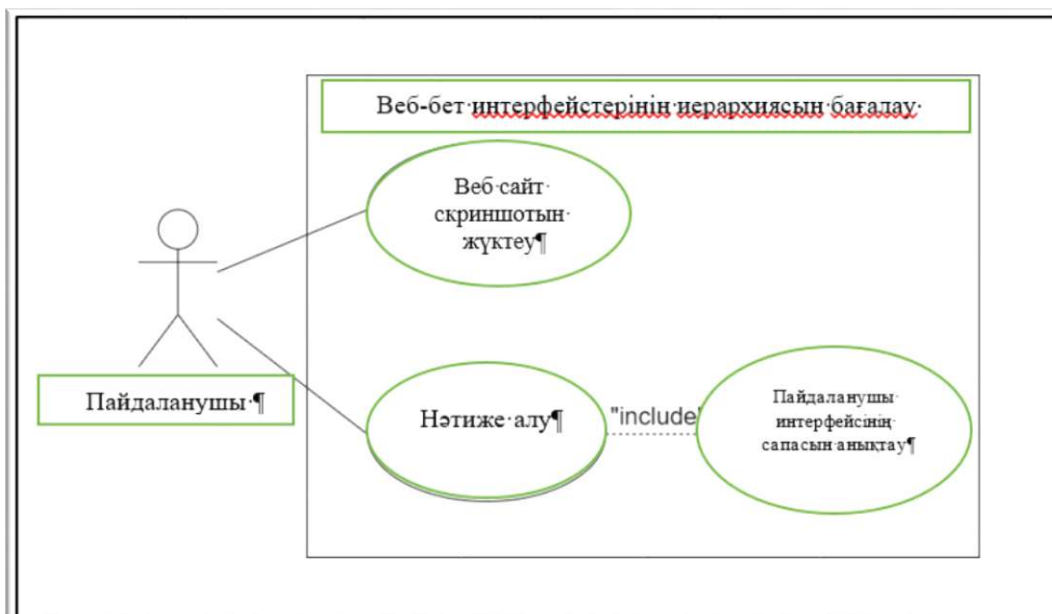 Веб-бет интерфейстерінің иерархиясын бағалау
Веб сайт
скриншотын
жүктеу¶
Пайдаланушы ¶
Нәтиже алу¶
"include"
Пайдаланушы
интерфейсінің
сапасын анықтау¶